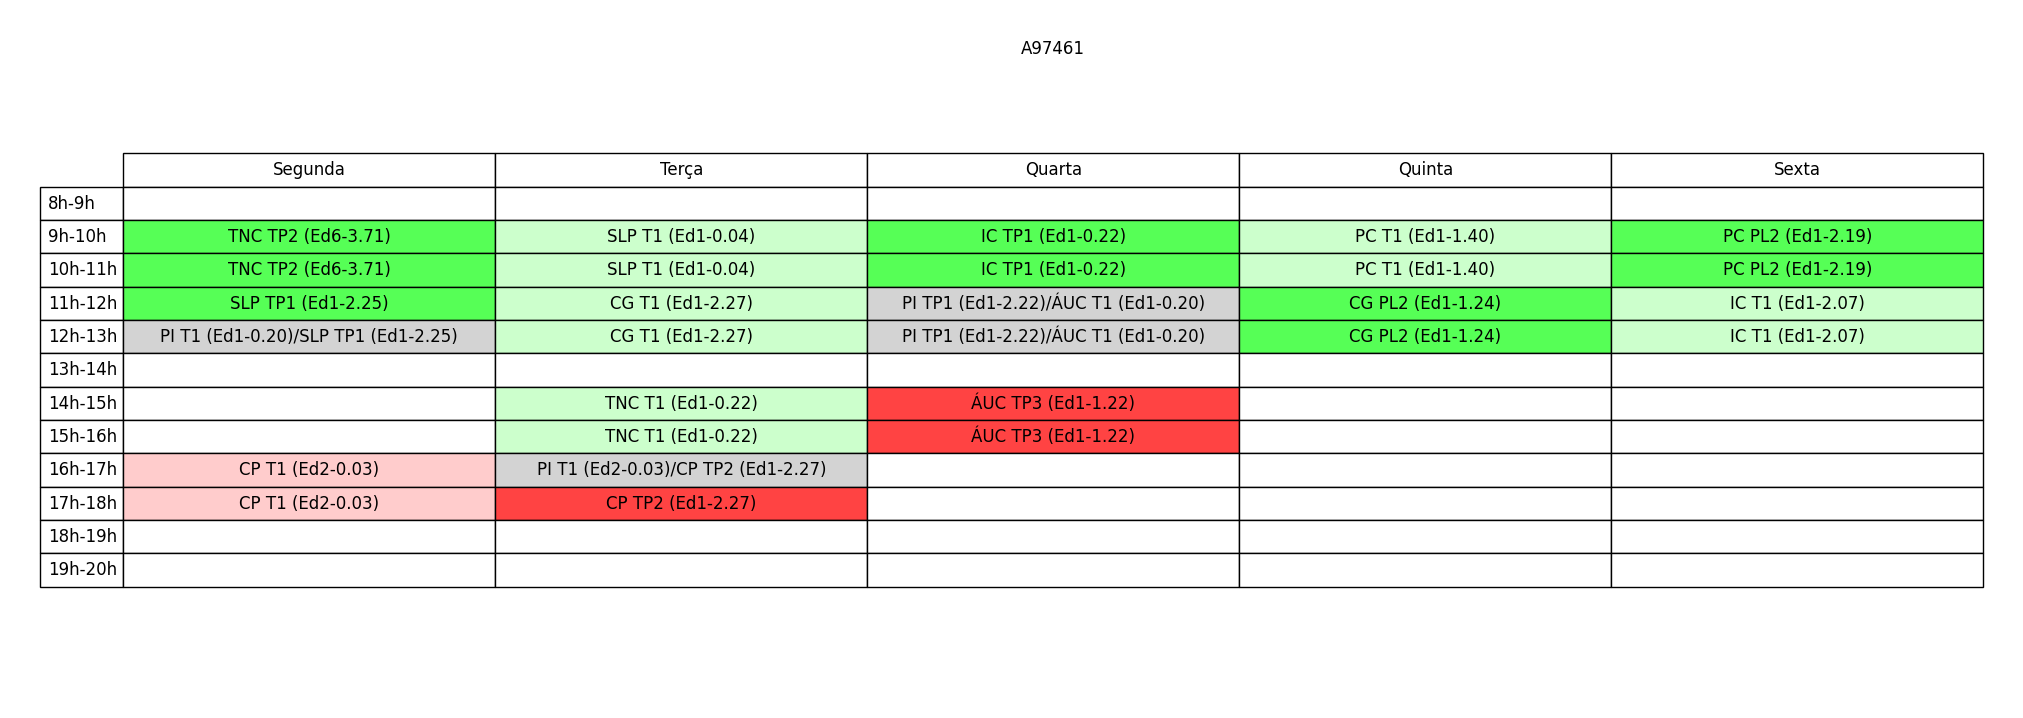 A97461
Segunda Terça Quarta Quinta Sexta
8h-9h
9h-10h TNC TP2 (Ed6-3.71) SLP T1 (Ed1-0.04) IC TP1 (Ed1-0.22) PC T1 (Ed1-1.40) PC PL2 (Ed1-2.19)
10h-11h TNC TP2 (Ed6-3.71) SLP T1 (Ed1-0.04) IC TP1 (Ed1-0.22) PC T1 (Ed1-1.40) PC PL2 (Ed1-2.19)
11h-12h SLP TP1 (Ed1-2.25) CG T1 (Ed1-2.27) PI TP1 (Ed1-2.22)/ÁUC T1 (Ed1-0.20) CG PL2 (Ed1-1.24) IC T1 (Ed1-2.07)
12h-13h PI T1 (Ed1-0.20)/SLP TP1 (Ed1-2.25) CG T1 (Ed1-2.27) PI TP1 (Ed1-2.22)/ÁUC T1 (Ed1-0.20) CG PL2 (Ed1-1.24) IC T1 (Ed1-2.07)
13h-14h
14h-15h TNC T1 (Ed1-0.22) ÁUC TP3 (Ed1-1.22)
15h-16h TNC T1 (Ed1-0.22) ÁUC TP3 (Ed1-1.22)
16h-17h CP T1 (Ed2-0.03) PI T1 (Ed2-0.03)/CP TP2 (Ed1-2.27)
17h-18h CP T1 (Ed2-0.03) CP TP2 (Ed1-2.27)
18h-19h
19h-20h